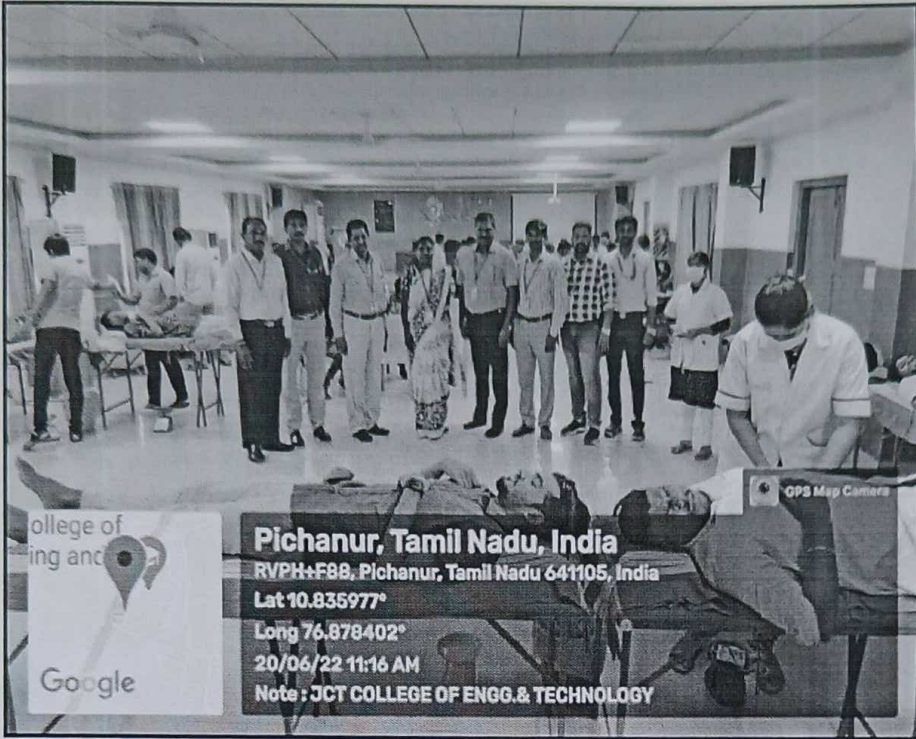 GPS Map Camera
ollege of
ing and
Google
Pichanur, Tamil Nadu, India
RVPH+F88, Pichanur, Tamil Nadu 641105, India
Lat 10.835977°
Long 76.878402°
20/06/22 11:16 AM
Note : JCT COLLEGE OF ENGG.& TECHNOLOGY